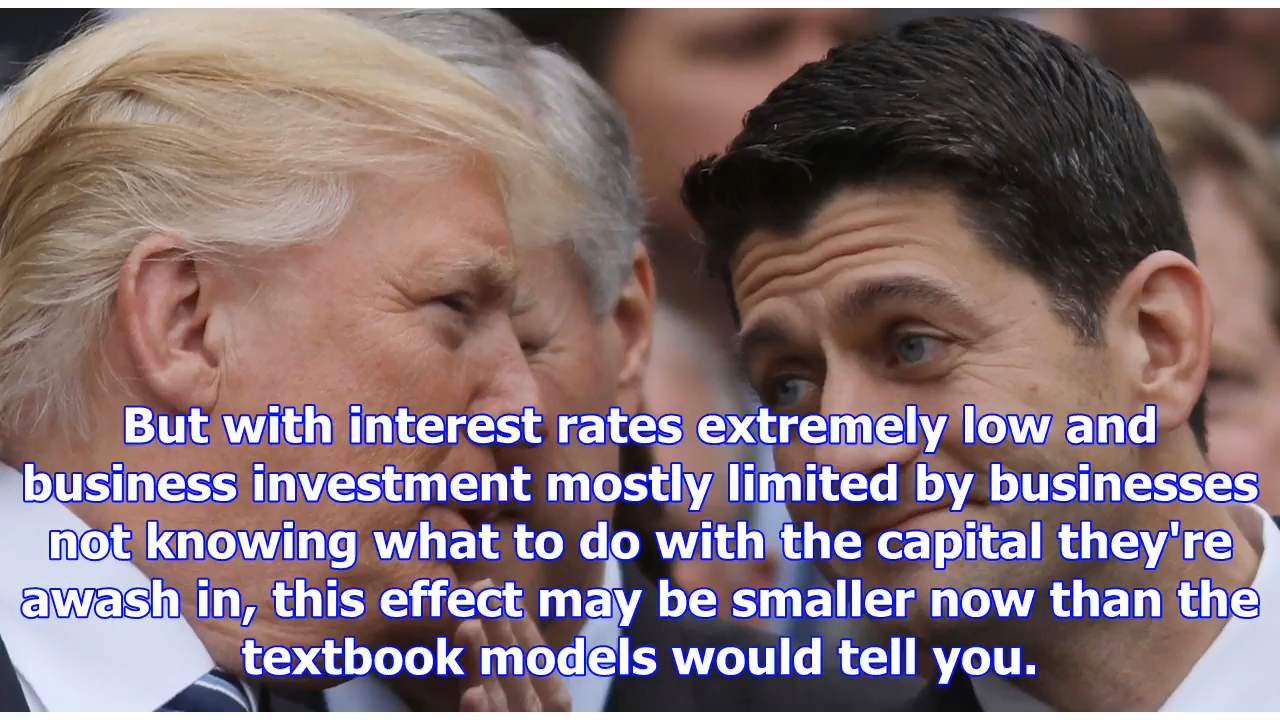 But with interest rates extremely low and
business investment mostly limited by businesses
not knowing what to do with the capital they're
awash in, this effect may be smaller now than the
textbook models would tell you.